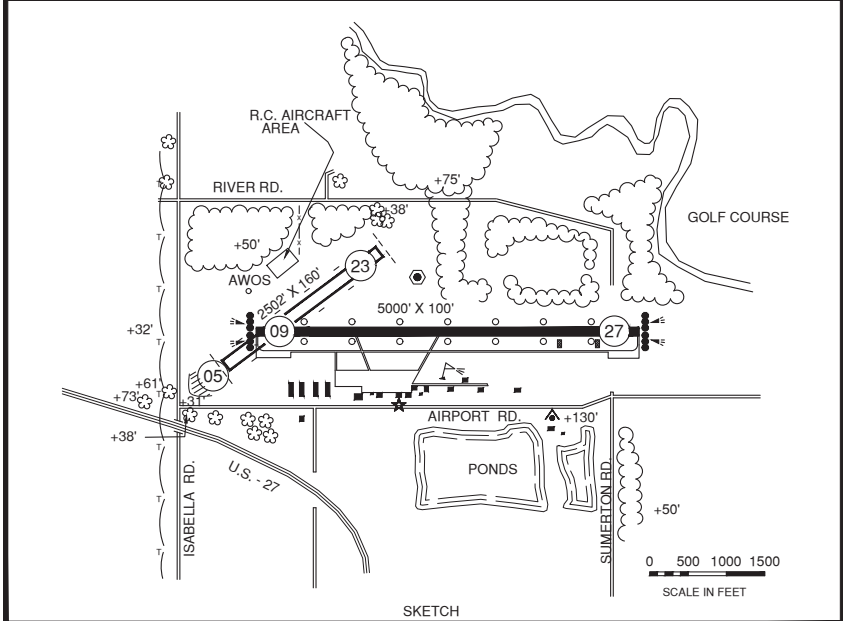 R.C. AIRCRAFT
AREA
RIVER RD.
+75'
+38'
GOLF COURSE
+50'
AWOS
23
2502' X 160'
5000' X 100'
+32'
09
27
05
+61'
+73'
+31'
+38'
AIRPORT RD.
+130'
U.S. - 27
ISABELLA RD.
PONDS
SUMERTON RD.
+50'
0 500 1000 1500
SCALE IN FEET
SKETCH
T
T
T
T
T
T
T
T
x
x